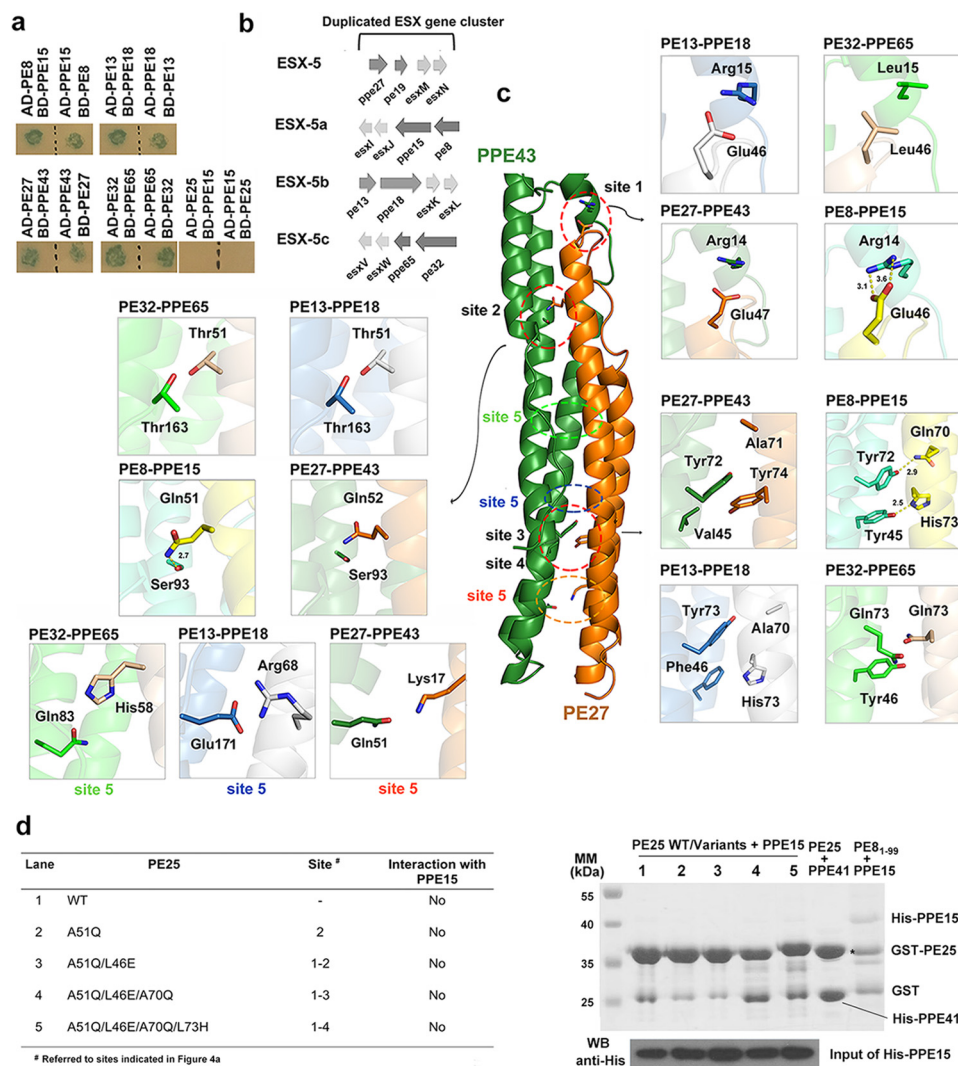 a
AD-PE8
BD-PPE15
AD-PPE15
BD-PE8
AD-PE13
BD-PPE18
AD-PPE18
BD-PE13
AD-PE27
BD-PPE43
AD-PPE43
BD-PE27
AD-PE32
BD-PPE65
AD-PPE65
BD-PE32
AD-PE25
BD-PPE15
AD-PPE15
BD-PE25
b
Duplicated ESX gene cluster
ESX-5
ppe27
pe19
esxM
esxN
ESX-5a
esxI
esxJ
ppe15
pe8
ESX-5b
pe13
ppe18
esxK
esxL
ESX-5c
esxV
esxW
ppe65
pe32
c
PPE43
site 1
site 2
site 5
site 5
site 3
site 4
site 5
PE27
PE13-PPE18
Arg15
Glu46
PE32-PPE65
Leu15
Leu46
PE27-PPE43
Arg14
Glu47
PE8-PPE15
Arg14
3.1
3.6
Glu46
PE27-PPE43
Ala71
Tyr72
Tyr74
Val45
PE8-PPE15
Gln70
Tyr72
2.9
2.5
His73
Tyr45
PE13-PPE18
Tyr73
Ala70
Phe46
His73
PE32-PPE65
Gln73
Gln73
Tyr46
PE32-PPE65
Thr51
Thr163
PE13-PPE18
Thr51
Thr163
PE8-PPE15
Gln51
2.7
Ser93
PE27-PPE43
Gln52
Ser93
PE32-PPE65
Gln83
His58
site 5
PE13-PPE18
Arg68
Glu171
site 5
PE27-PPE43
Lys17
Gln51
site 5
d
Lane PE25 Site # Interaction with PPE15
1 WT - No
2 A51Q 2 No
3 A51Q/L46E 1-2 No
4 A51Q/L46E/A70Q 1-3 No
5 A51Q/L46E/A70Q/L73H 1-4 No
# Referred to sites indicated in Figure 4a
MM
(kDa)
PE25 WT/Variants + PPE15
1 2 3 4 5
PE25
+
PPE41
PE81-99
+
PPE15
55
40
35
25
*
His-PPE15
GST-PE25
GST
His-PPE41
WB
anti-His
Input of His-PPE15